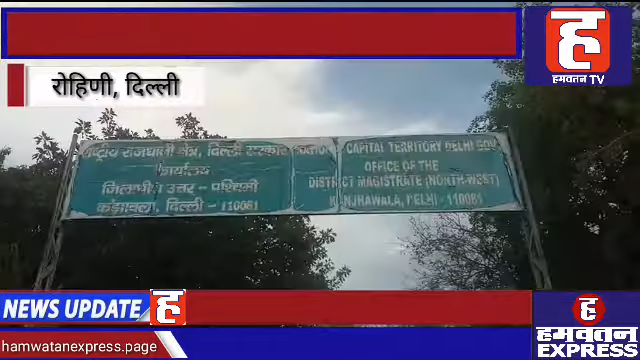 ह
हमवतन TV
रोहिणी, दिल्ली
राष्ट्रीय राजधानी क्षेत्र, दिल्ली सरकार
कार्यालय
जिलाधीश उत्तर - पश्चिमी
कंझावला, दिल्ली - 110081
CAPITAL TERRITORY DELHI GOV
OFFICE OF THE
DISTRICT MAGISTRATE (NORTH-WEST)
KANJHAWALA, DELHI - 110081
NEWS UPDATE
ह
hamwatanexpress.page
ह
हमवतन
EXPRESS